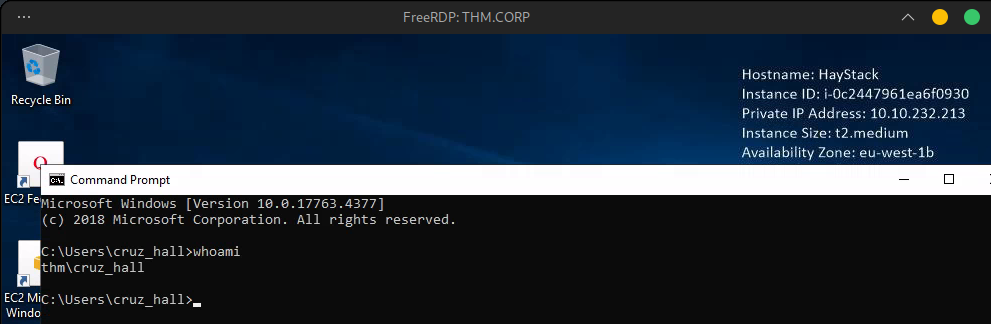 FreeRDP: THM.CORP
Recycle Bin
Hostname: HayStack
Instance ID: i-0c2447961ea6f0930
Private IP Address: 10.10.232.213
Instance Size: t2.medium
Availability Zone: eu-west-1b
EC2 Fe
EC2 Mi
Windo
Command Prompt
Microsoft Windows [Version 10.0.17763.4377]
(c) 2018 Microsoft Corporation. All rights reserved.
C:\Users\cruz_hall>whoami
thm\cruz_hall
C:\Users\cruz_hall>